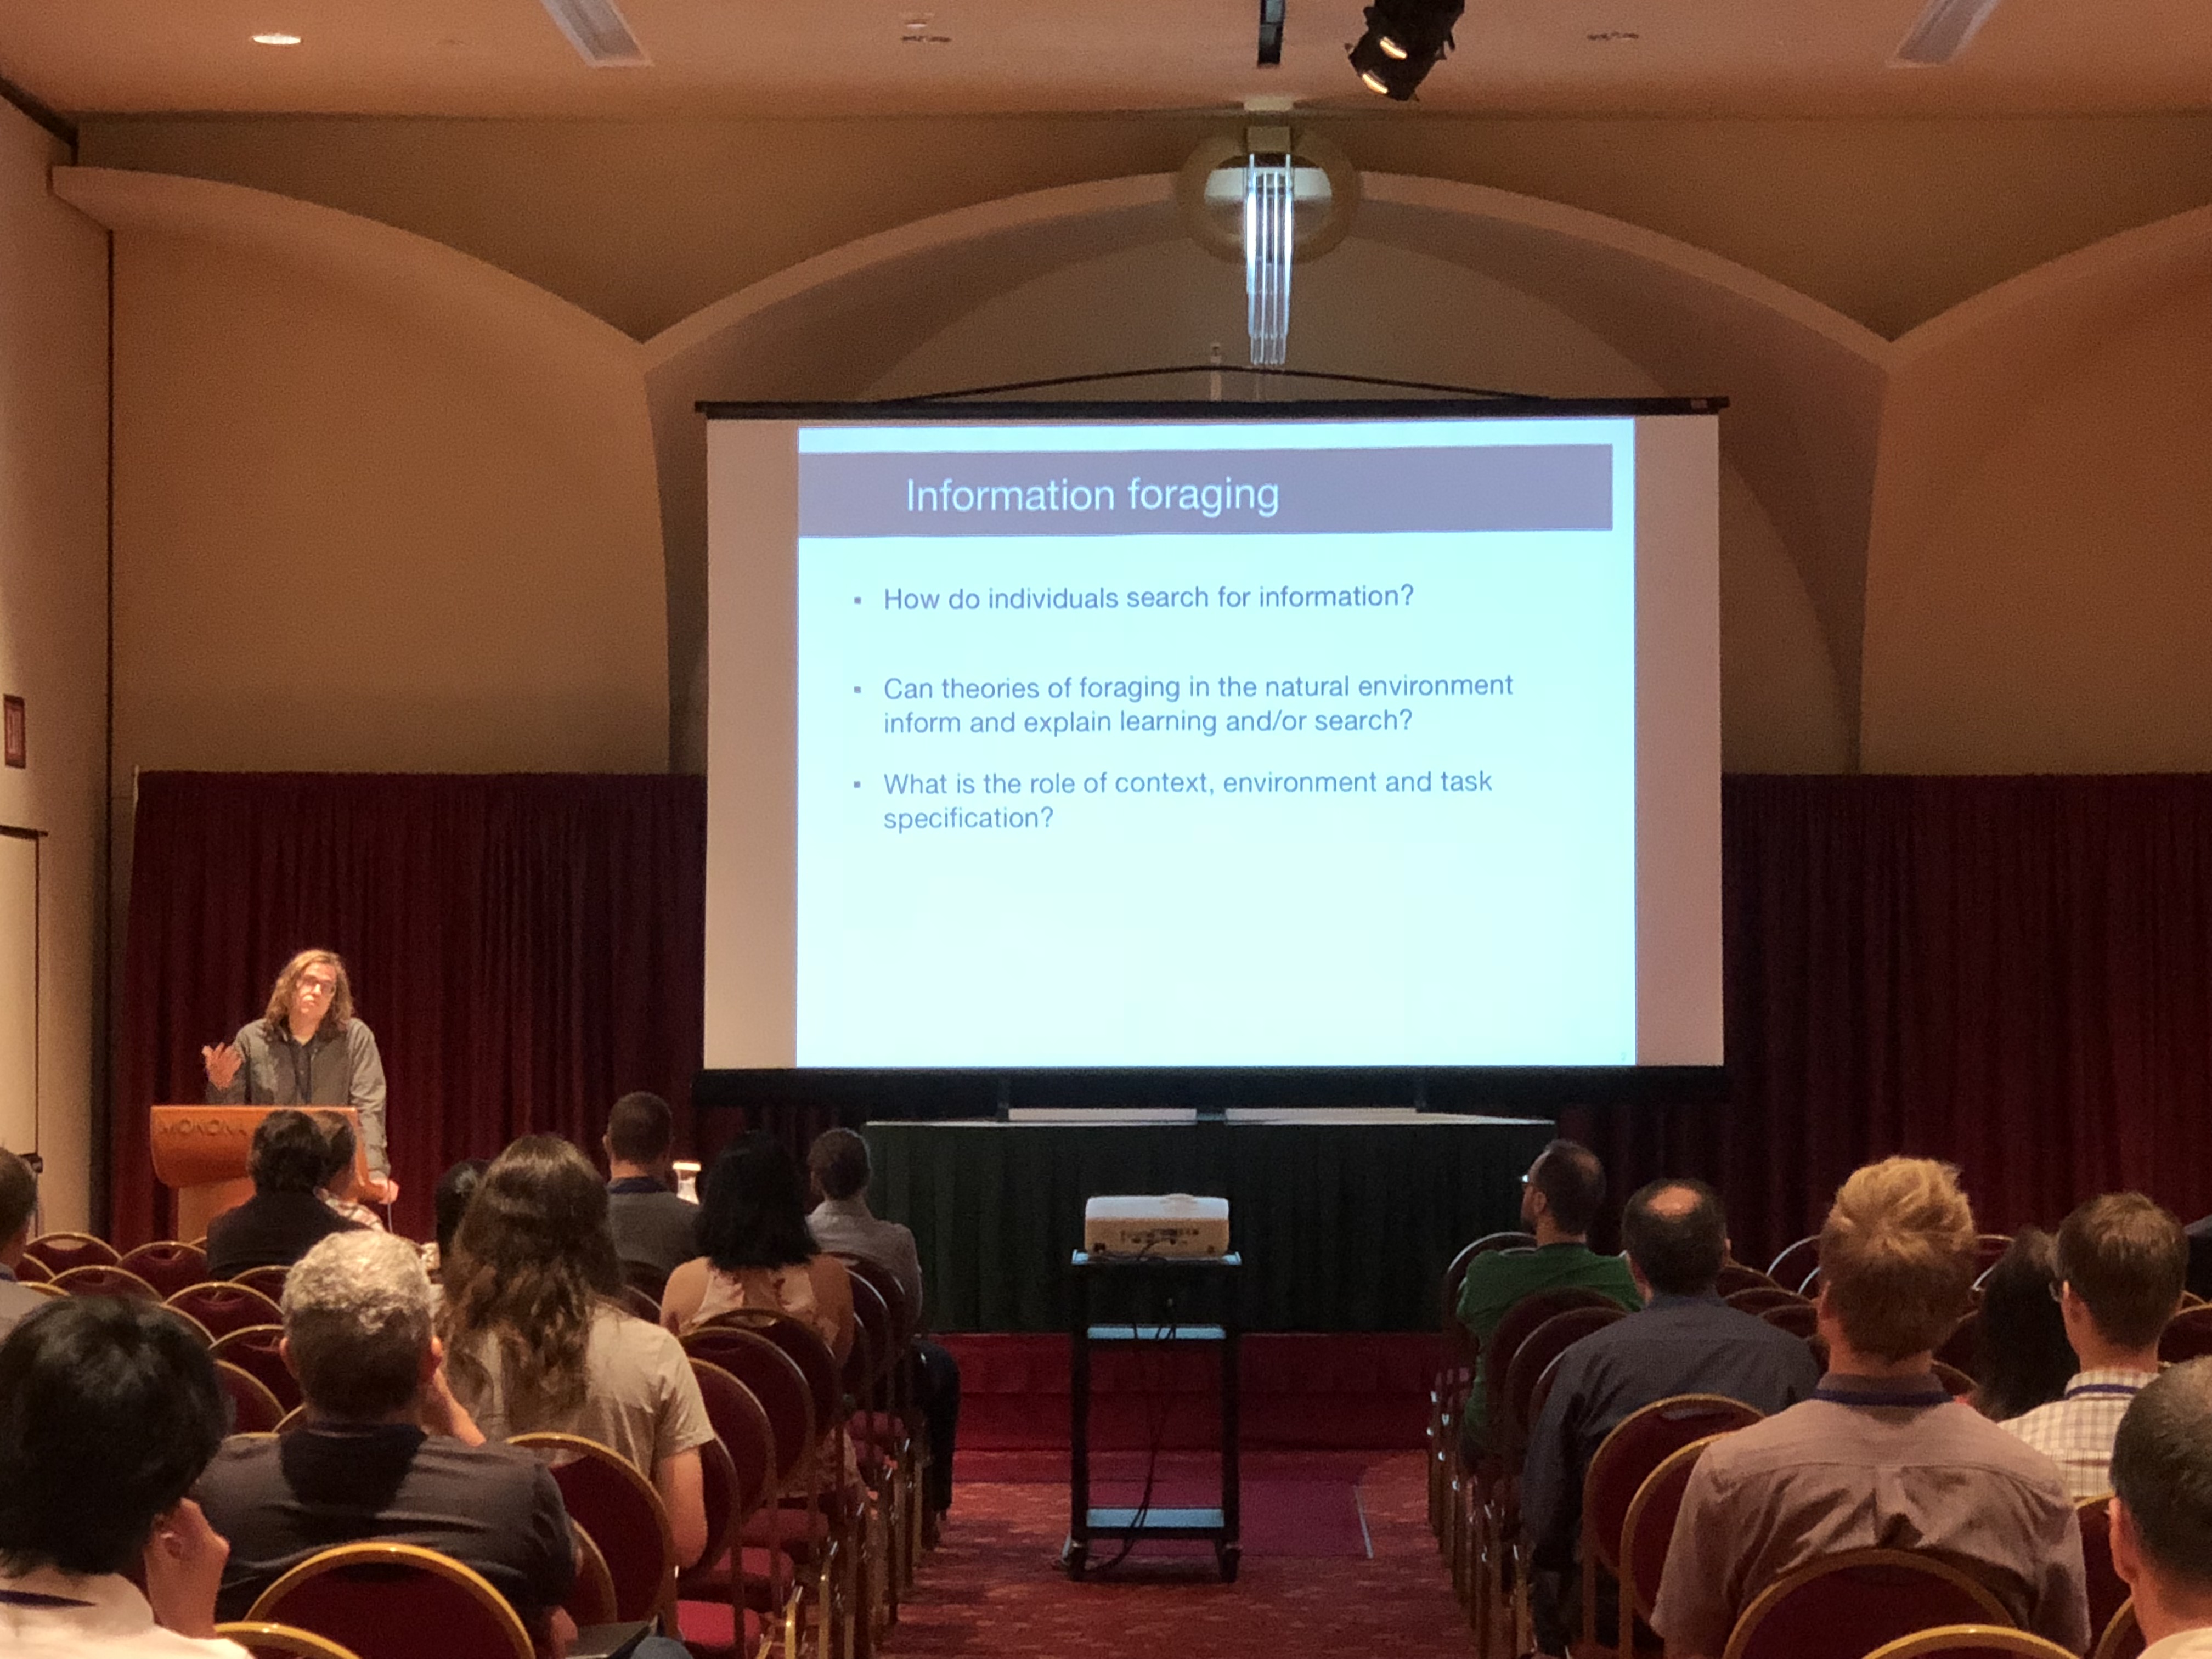 Information foraging
▪ How do individuals search for information?
▪ Can theories of foraging in the natural environment
inform and explain learning and/or search?
▪ What is the role of context, environment and task
specification?
MONONA